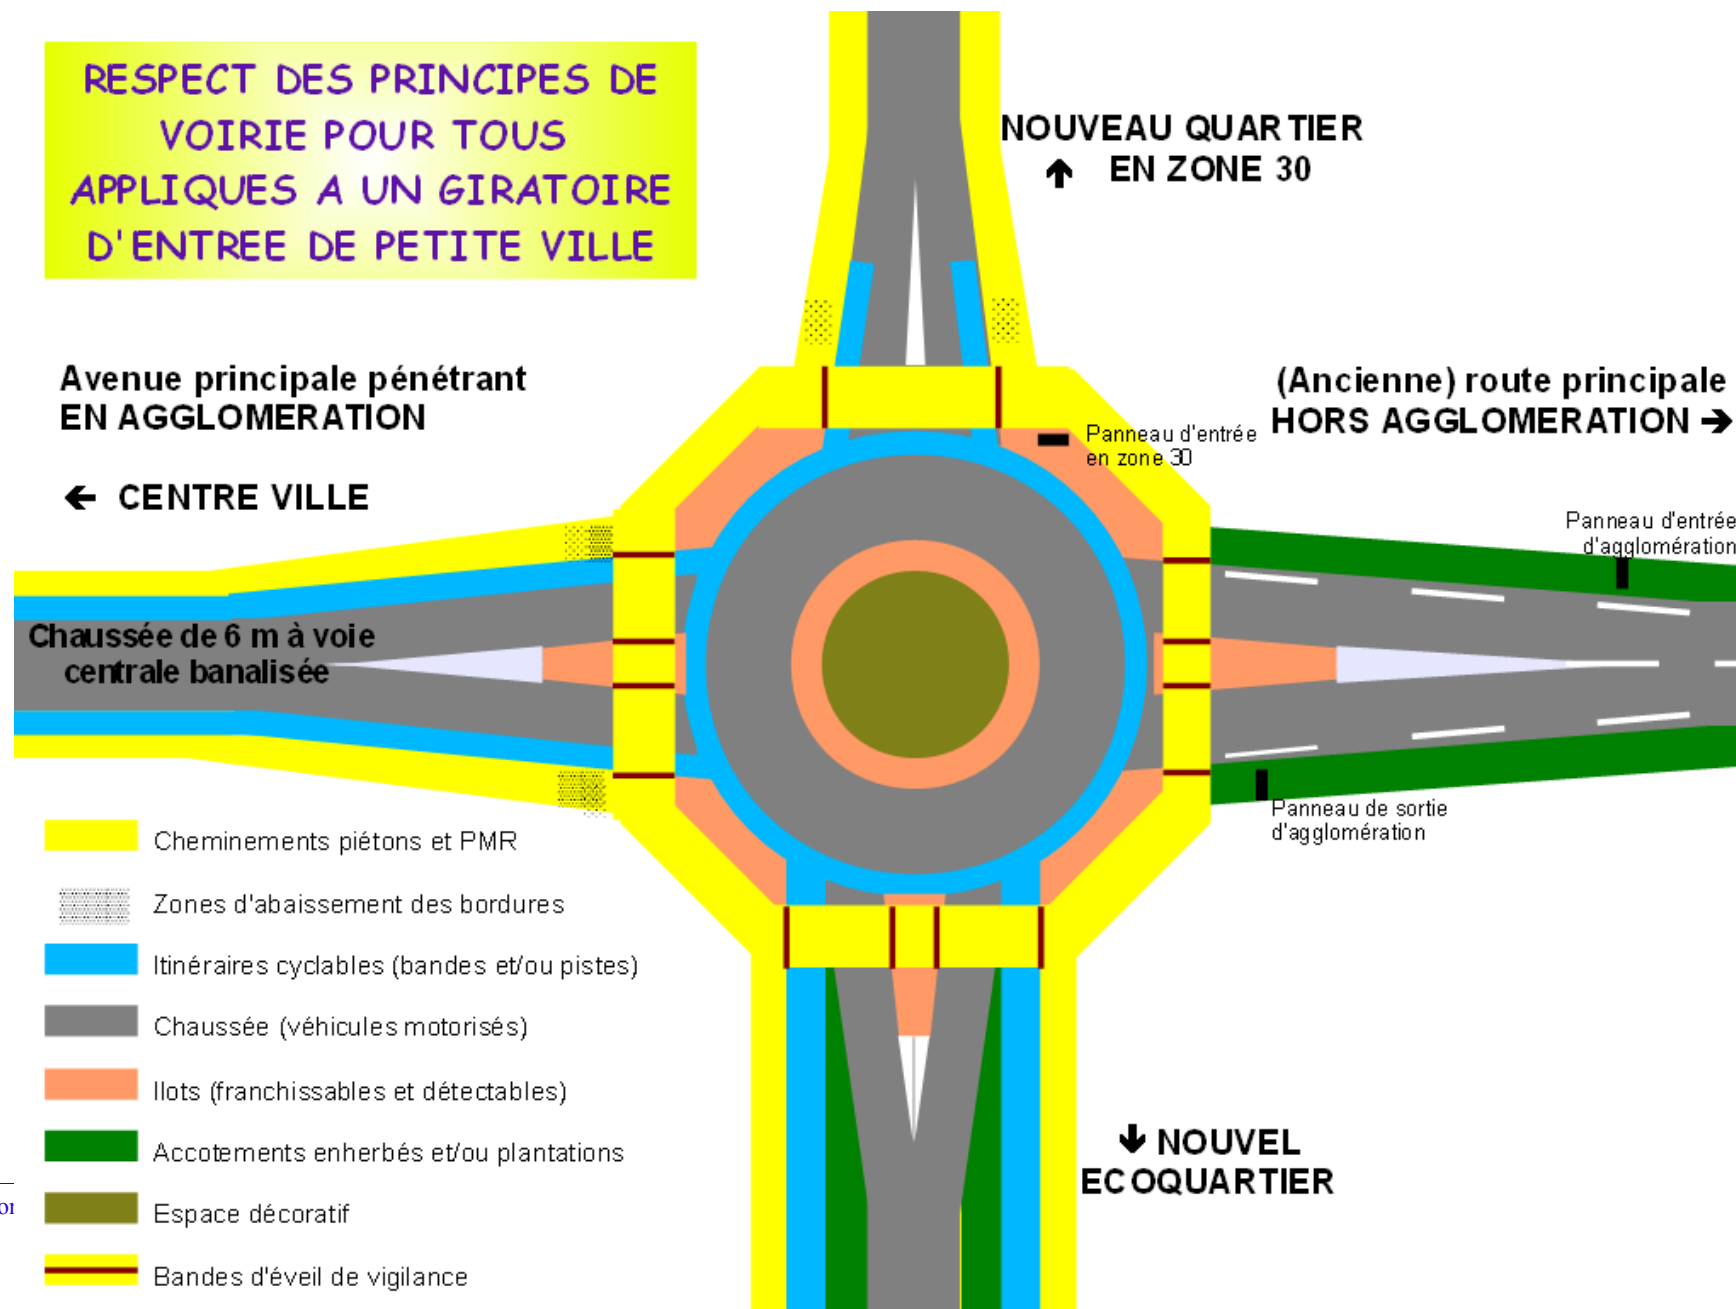 RESPECT DES PRINCIPES DE
VOIRIE POUR TOUS
APPLIQUES A UN GIRATOIRE
D'ENTREE DE PETITE VILLE
NOUVEAU QUARTIER
↑ EN ZONE 30
Avenue principale pénétrant
EN AGGLOMERATION
← CENTRE VILLE
(Ancienne) route principale
HORS AGGLOMERATION →
Panneau d'entrée
en zone 30
Panneau d'entrée
d'agglomération
Chaussée de 6 m à voie
centrale banalisée
Panneau de sortie
d'agglomération
Cheminements piétons et PMR
Zones d'abaissement des bordures
Itinéraires cyclables (bandes et/ou pistes)
Chaussée (véhicules motorisés)
Ilots (franchissables et détectables)
Accotements enherbés et/ou plantations
Espace décoratif
Bandes d'éveil de vigilance
↓ NOUVEL
ECOQUARTIER